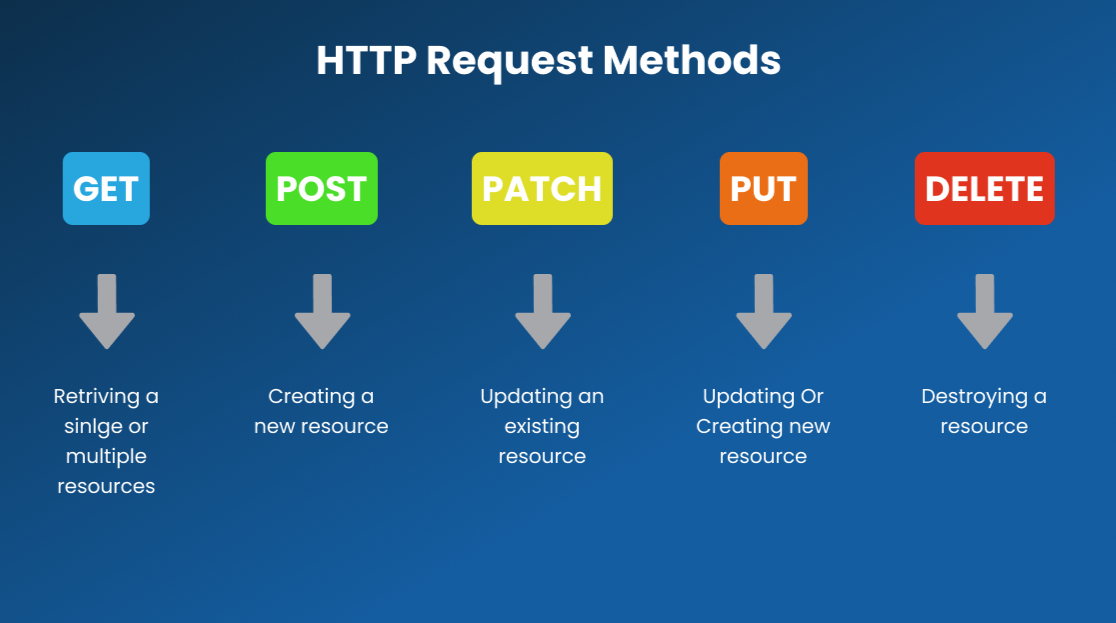 HTTP Request Methods
GET
POST
PATCH
PUT
DELETE
Retriving a
sinlge or
multiple
resources
Creating a
new resource
Updating an
existing
resource
Updating Or
Creating new
resource
Destroying a
resource